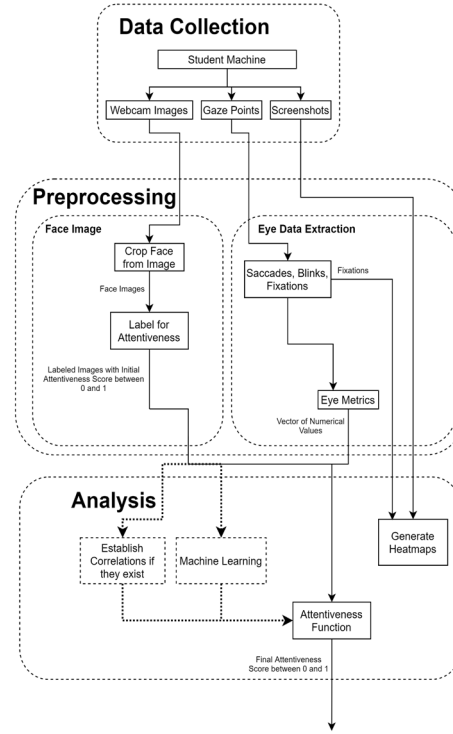 Data Collection
Student Machine
Webcam Images
Gaze Points
Screenshots
Preprocessing
Face Image
Eye Data Extraction
Crop Face
from Image
Saccades, Blinks,
Fixations
Fixations
Face Images
Label for
Attentiveness
Labeled Images with Initial
Attentiveness Score between
0 and 1
Eye Metrics
Vector of Numerical
Values
Analysis
Establish
Correlations if
they exist
Machine Learning
Generate
Heatmaps
Attentiveness
Function
Final Attentiveness
Score between 0 and 1